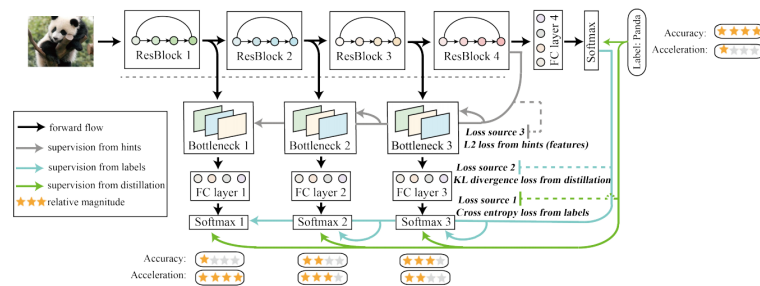 ResBlock 1
ResBlock 2
ResBlock 3
ResBlock 4
FC layer 4
Softmax
Label: Panda
Accuracy:
Acceleration:
Bottleneck 1
Bottleneck 2
Bottleneck 3
Loss source 3
L2 loss from hints (features)
forward flow
supervision from hints
supervision from labels
supervision from distillation
relative magnitude
Loss source 2
KL divergence loss from distillation
FC layer 1
FC layer 2
FC layer 3
Loss source 1
Cross entropy loss from labels
Softmax 1
Softmax 2
Softmax 3
Accuracy:
Acceleration: